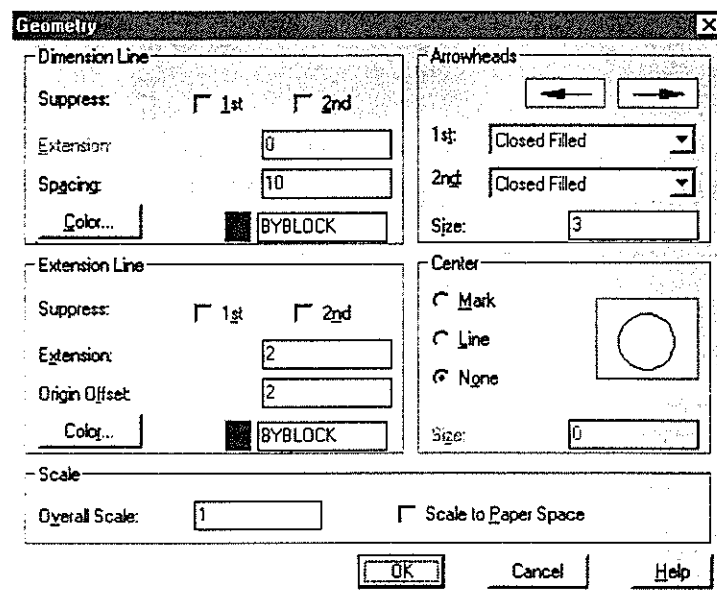 Geometry
Dimension Line
Suppress: 1st 2nd
Extension: 0
Spacing: 10
Color... BYBLOCK
Arrowheads
1st: Closed Filled
2nd: Closed Filled
Size: 3
Extension Line
Suppress: 1st 2nd
Extension: 2
Origin Offset: 2
Color... BYBLOCK
Center
Mark
Line
None
Size: 0
Scale
Overall Scale: 1 Scale to Paper Space
OK Cancel Help